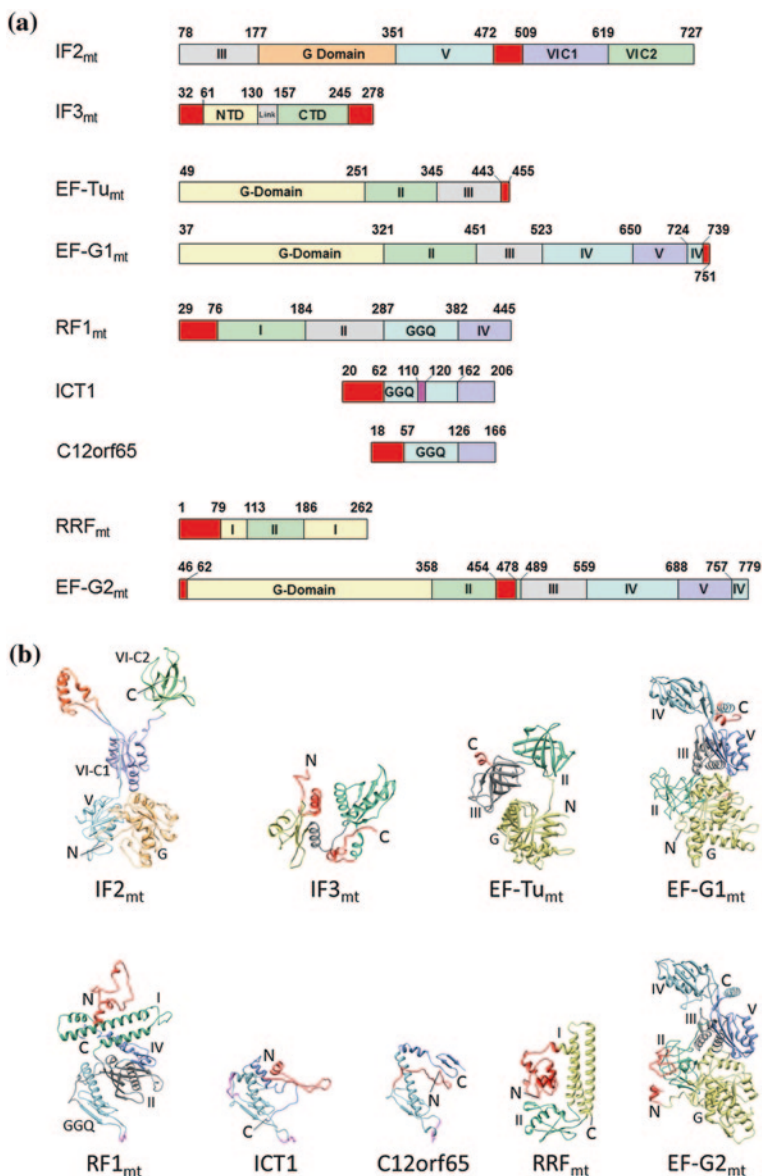 (a)
78 177 351 472 509 619 727
IF2mt III G Domain V VIC1 VIC2
32 61 130 157 245 278
IF3mt NTD Link CTD
49 251 345 443 455
EF-Tumt G-Domain II III
37 321 451 523 650 724 739
EF-G1mt G-Domain II III IV V IV
751
29 76 184 287 382 445
RF1mt I II GGQ IV
20 62 110 120 162 206
ICT1 GGQ
18 57 126 166
C12orf65 GGQ
1 79 113 186 262
RRFmt I II I
46 62 358 454 478 489 559 688 757 779
EF-G2mt G-Domain II III IV V IV
(b)
VI-C2
C
VI-C1
V
N
G
IF2mt
N
C
IF3mt
C
II
III
N
G
EF-Tumt
IV
C
III
V
II
N
G
EF-G1mt
N
I
C
IV
II
GGQ
RF1mt
N
C
ICT1
C
N
C12orf65
I
N
II
C
RRFmt
IV
C
III
V
II
N
G
EF-G2mt